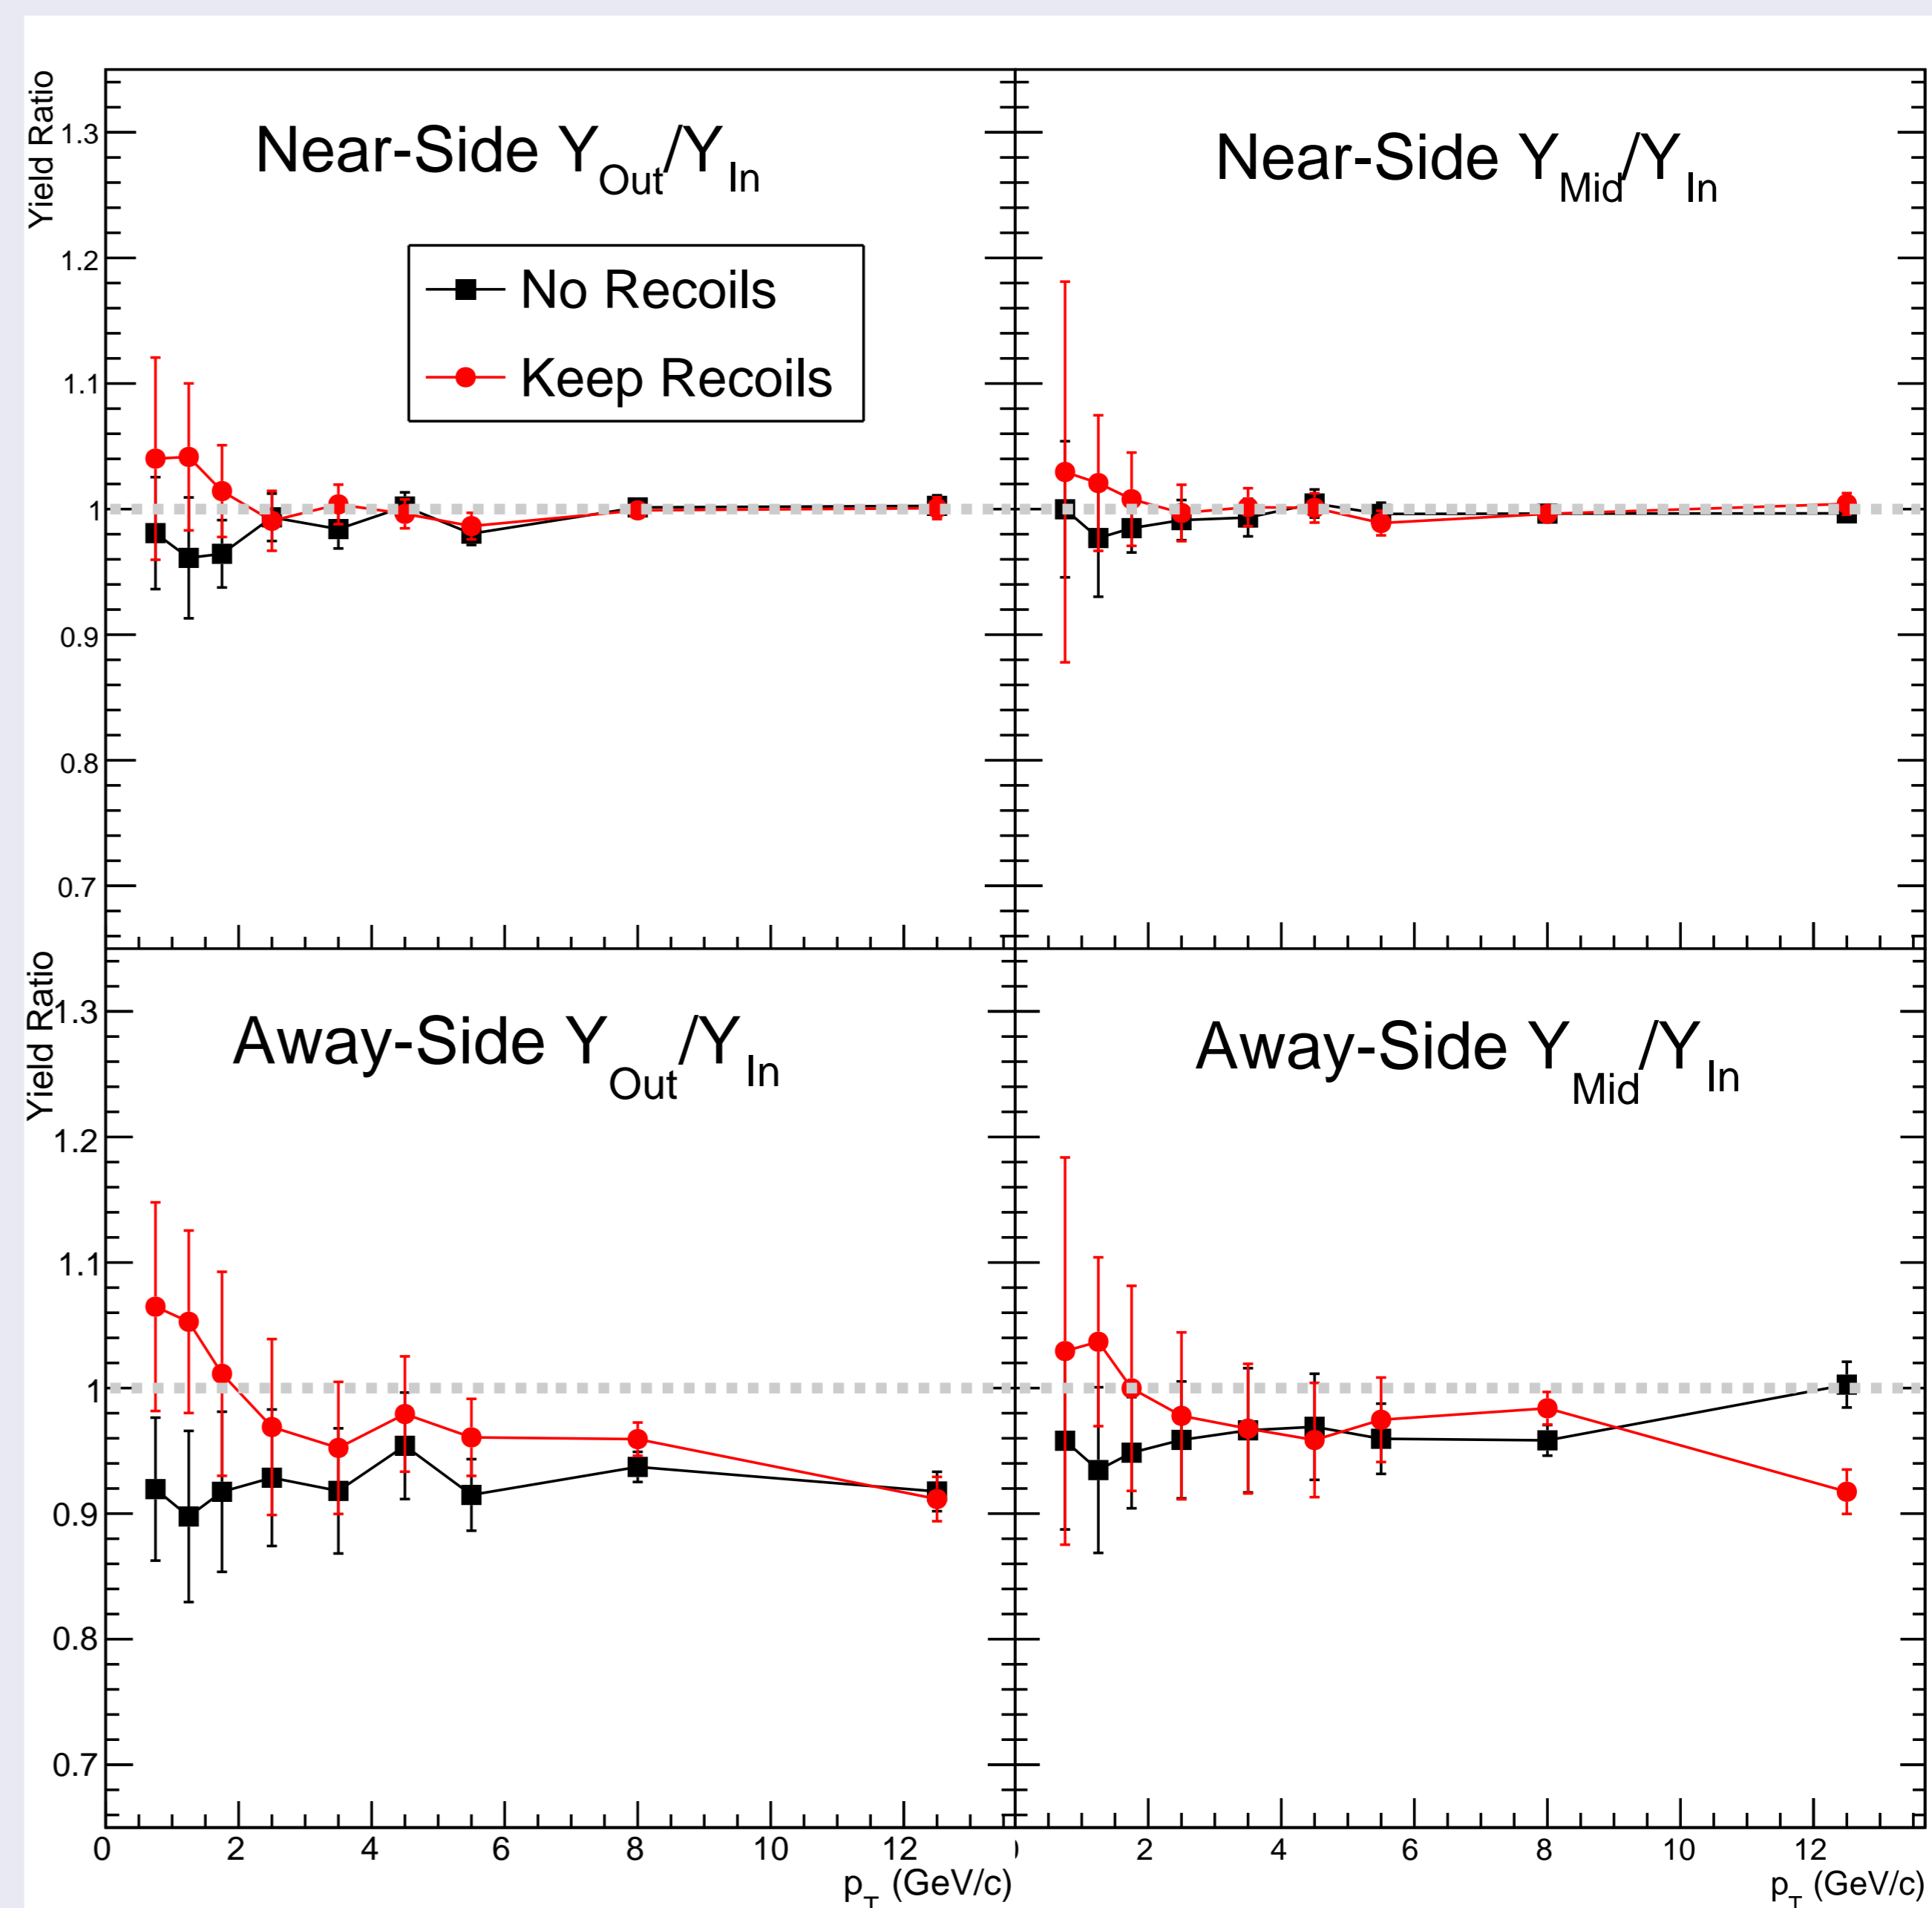 Yield Ratio
Near-Side Y_Out/Y_In
No Recoils
Keep Recoils
1.3
1.2
1.1
1
0.9
0.8
0.7
Near-Side Y_Mid/Y_In
Yield Ratio
Away-Side Y_Out/Y_In
1.3
1.2
1.1
1
0.9
0.8
0.7
0 2 4 6 8 10 12
p_T (GeV/c)
Away-Side Y_Mid/Y_In
2 4 6 8 10 12
p_T (GeV/c)